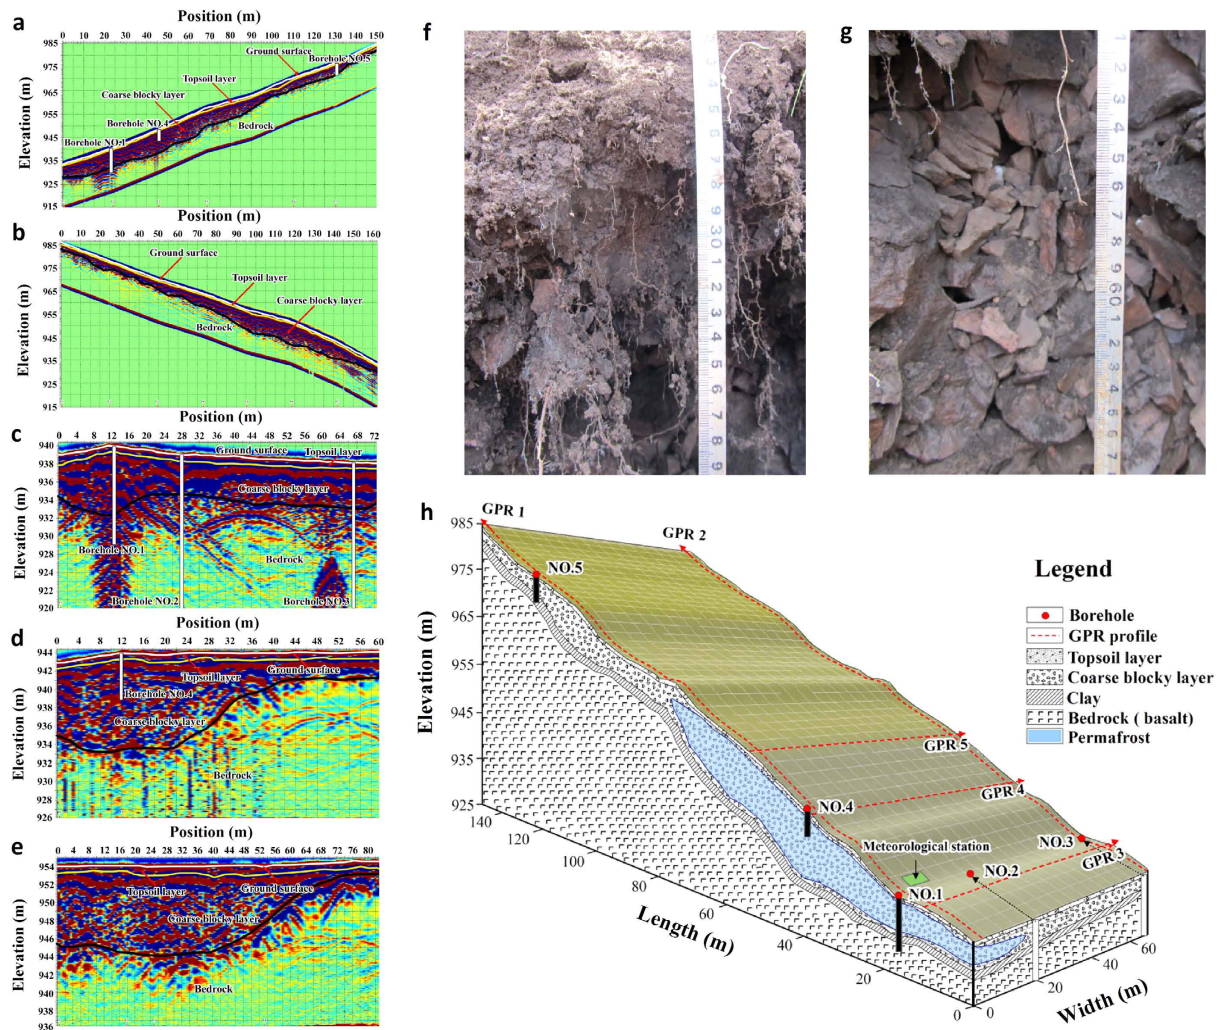 a
Position (m)
0 10 20 30 40 50 60 70 80 90 100 110 120 130 140 150
Elevation (m)
985
975
965
955
945
935
925
915
Ground surface
Borehole NO.5
Topsoil layer
Coarse blocky layer
Borehole NO.4
Bedrock
Borehole NO.1
b
Position (m)
0 10 20 30 40 50 60 70 80 90 100 110 120 130 140 150 160
Elevation (m)
985
975
965
955
945
935
925
915
Ground surface
Topsoil layer
Coarse blocky layer
Bedrock
c
Position (m)
0 4 8 12 16 20 24 28 32 36 40 44 48 52 56 60 64 68 72
Elevation (m)
940
938
936
934
932
930
928
924
922
920
Ground surface
Topsoil layer
Coarse blocky layer
Borehole NO.1
Bedrock
Borehole NO.2
Borehole NO.3
d
Position (m)
0 4 8 12 16 20 24 28 32 36 40 44 48 52 56 60
Elevation (m)
944
942
940
938
936
934
932
930
928
926
Ground surface
Topsoil layer
Borehole NO.4
Coarse blocky layer
Bedrock
e
Position (m)
0 4 8 12 16 20 24 28 32 36 40 44 48 52 56 60 64 68 72 76 80
Elevation (m)
954
952
950
948
946
944
942
940
938
936
Topsoil layer
Ground surface
Coarse blocky layer
Bedrock
f
g
h
GPR 1
GPR 2
985
975
965
955
945
935
925
Elevation (m)
NO.5
GPR 5
NO.4
GPR 4
Meteorological station
NO.3
GPR 3
NO.2
NO.1
140
120
100
80
60
40
20
0
Length (m)
0
20
40
60
Width (m)
Legend
Borehole
GPR profile
Topsoil layer
Coarse blocky layer
Clay
Bedrock ( basalt)
Permafrost